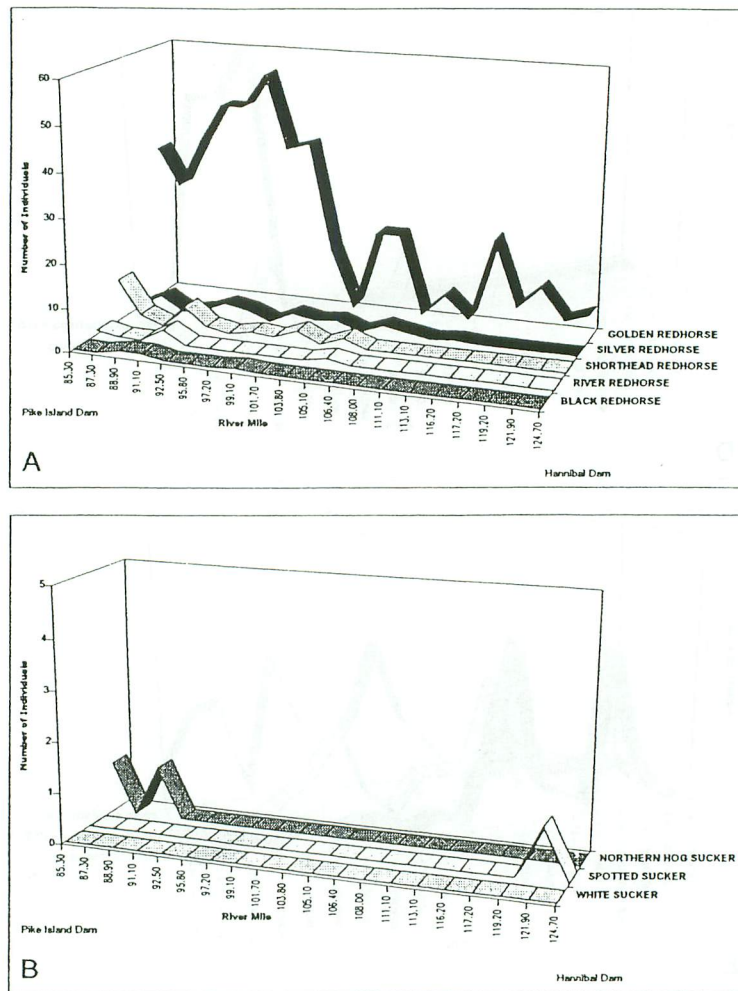 60
50
40
30
20
10
0
Number of Individuals
85.30
87.30
88.90
91.10
92.50
95.80
97.20
99.10
101.70
103.80
105.10
106.40
108.00
111.10
113.10
116.20
117.20
119.20
121.90
124.70
GOLDEN REDHORSE
SILVER REDHORSE
SHORTHEAD REDHORSE
RIVER REDHORSE
BLACK REDHORSE
Pike Island Dam
River Mile
Hannibal Dam
A
5
4
3
2
1
0
Number of Individuals
85.30
87.30
88.90
91.10
92.50
95.80
97.20
99.10
101.70
103.80
105.10
106.40
108.00
111.10
113.10
116.20
117.20
119.20
121.90
124.70
NORTHERN HOG SUCKER
SPOTTED SUCKER
WHITE SUCKER
Pike Island Dam
River Mile
Hannibal Dam
B